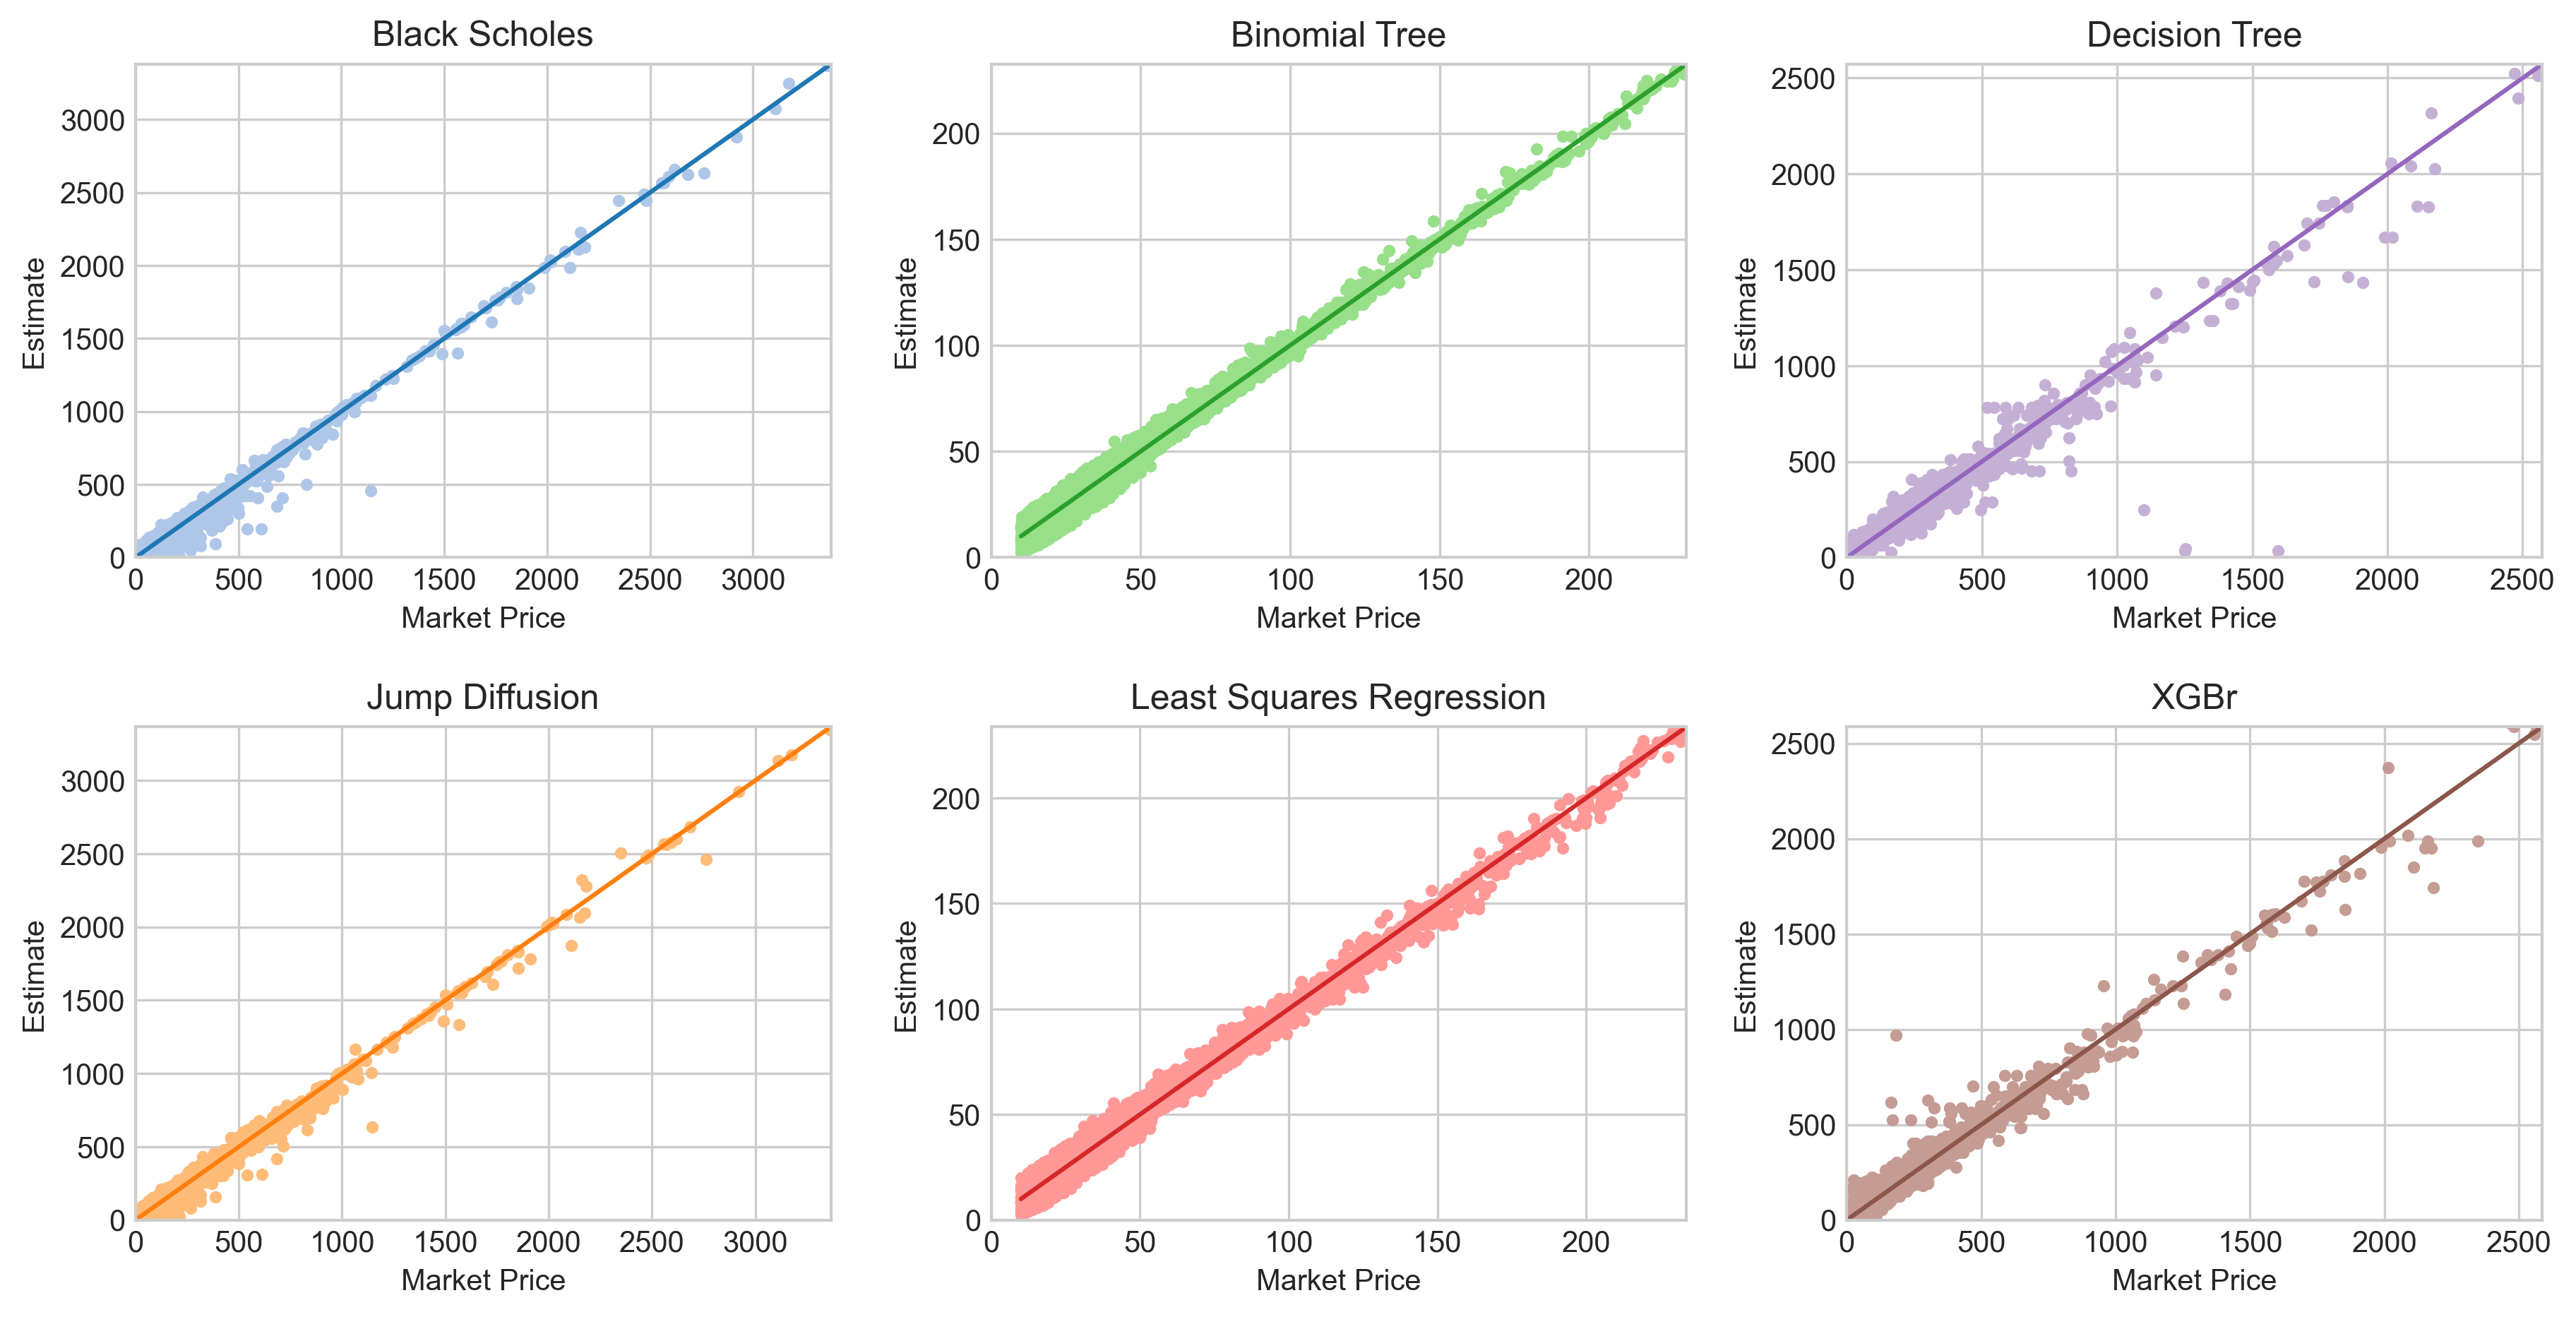 Black Scholes
3000
2500
2000
1500
1000
500
0
Estimate
0 500 1000 1500 2000 2500 3000
Market Price
Binomial Tree
200
150
100
50
0
Estimate
0 50 100 150 200
Market Price
Decision Tree
2500
2000
1500
1000
500
0
Estimate
0 500 1000 1500 2000 2500
Market Price
Jump Diffusion
3000
2500
2000
1500
1000
500
0
Estimate
0 500 1000 1500 2000 2500 3000
Market Price
Least Squares Regression
200
150
100
50
0
Estimate
0 50 100 150 200
Market Price
XGBr
2500
2000
1500
1000
500
0
Estimate
0 500 1000 1500 2000 2500
Market Price